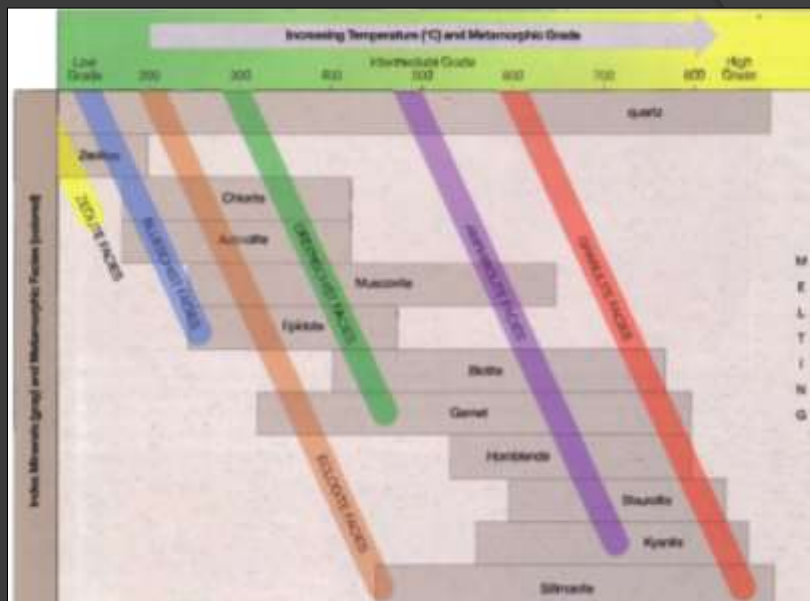 Increasing Temperature (°C) and Metamorphic Grade
Low Grade
Intermediate Grade
High Grade
200 300 400 500 600 700 800
Index Minerals (gray) and Metamorphic Facies (colored)
quartz
Zeolites
Chlorite
Actinolite
Muscovite
Epidote
Biotite
Garnet
Hornblende
Staurolite
Kyanite
Sillimanite
ZEOLITE FACIES
BLUESCHIST FACIES
ECLOGITE FACIES
GREENSCHIST FACIES
AMPHIBOLITE FACIES
GRANULITE FACIES
MELTING